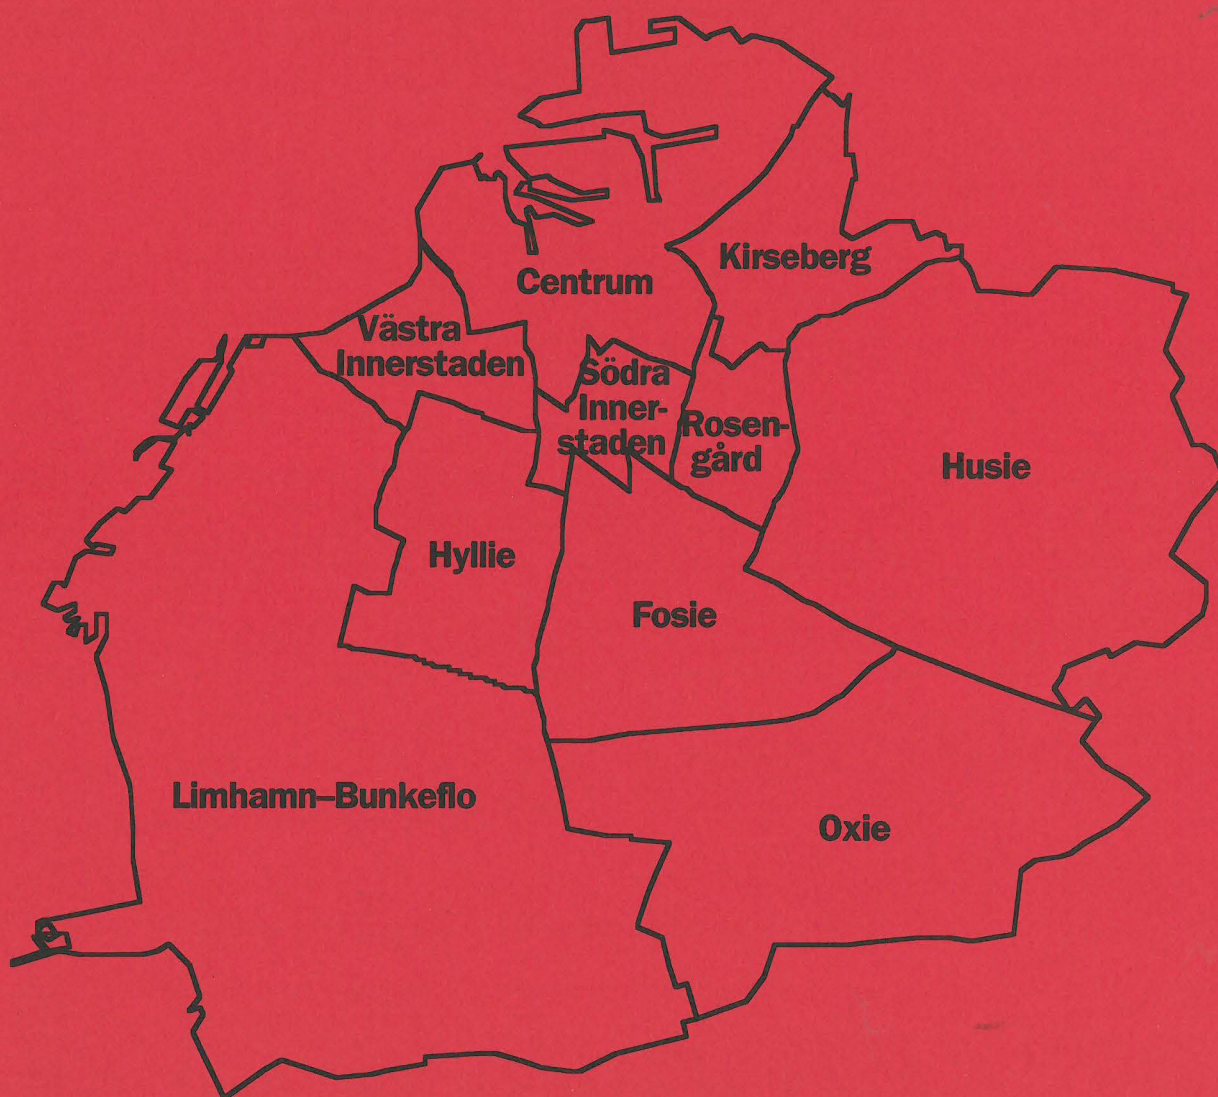 Kirseberg
Centrum
Västra
Innerstaden
Södra
Inner-
staden
Rosen-
gård
Husie
Hyllie
Fosie
Limhamn–Bunkeflo
Oxie